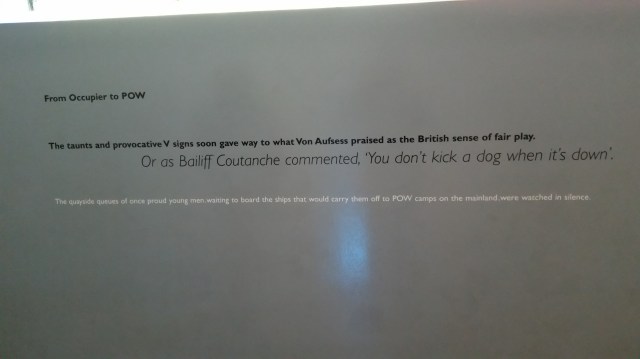 From Occupier to POW
The taunts and provocative V signs soon gave way to what Von Aufsess praised as the British sense of fair play.
Or as Bailiff Coutanche commented, 'You don't kick a dog when it's down'.
The quayside queues of once proud young men waiting to board the ships that would carry them off to POW camps on the mainland were watched in silence.